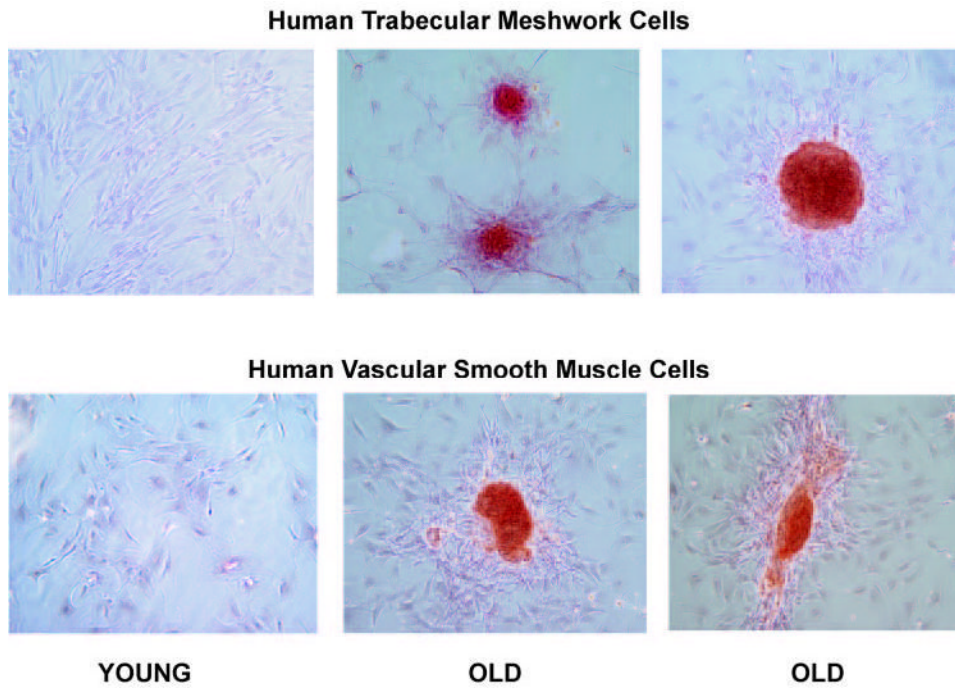 Human Trabecular Meshwork Cells
Human Vascular Smooth Muscle Cells
YOUNG OLD OLD